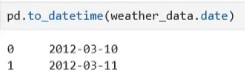 pd.to_datetime(weather_data.date)
0 2012-03-10
1 2012-03-11